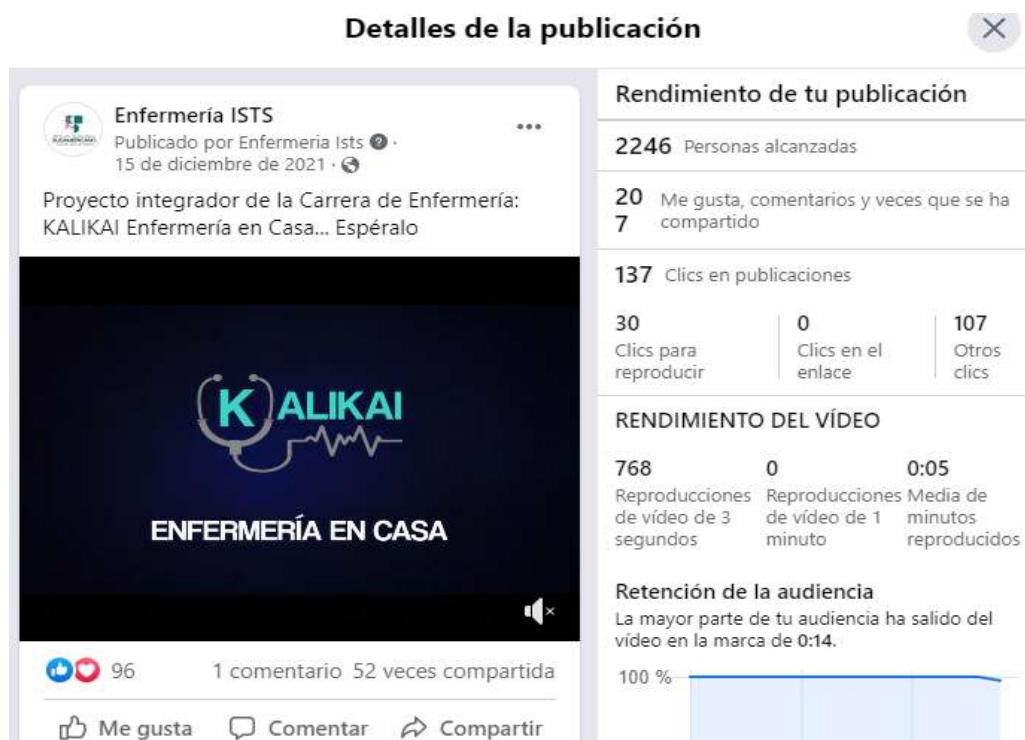 Detalles de la publicación
Enfermería ISTS
Publicado por Enfermeria Ists
15 de diciembre de 2021 ·
Proyecto integrador de la Carrera de Enfermería:
KALIKAI Enfermería en Casa... Espéralo
KALIKAI
ENFERMERÍA EN CASA
96 1 comentario 52 veces compartida
Me gusta Comentar Compartir
Rendimiento de tu publicación
2246 Personas alcanzadas
20 Me gusta, comentarios y veces que se ha
7 compartido
137 Clics en publicaciones
30 0 107
Clics para Clics en el Otros
reproducir enlace clics
RENDIMIENTO DEL VÍDEO
768 0 0:05
Reproducciones Reproducciones Media de
de vídeo de 3 de vídeo de 1 minutos
segundos minuto reproducidos
Retención de la audiencia
La mayor parte de tu audiencia ha salido del
vídeo en la marca de 0:14.
100 %